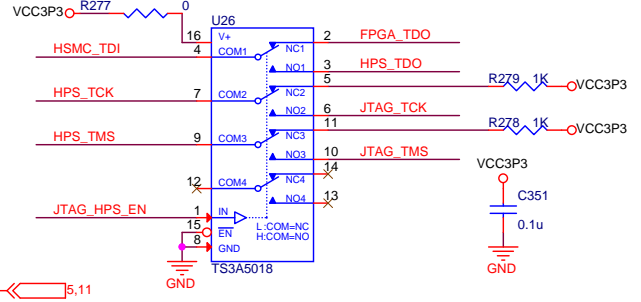 VCC3P3 R277 0
U26
16 V+
HSMC_TDI 4 COM1 NC1 2 FPGA_TDO
NO1 3 HPS_TDO
5 R279 1K VCC3P3
HPS_TCK 7 COM2 NC2
NO2 6 JTAG_TCK
11 R278 1K VCC3P3
HPS_TMS 9 COM3 NC3
NO3 10 JTAG_TMS
14
12 COM4 NC4
NO4 13
VCC3P3
C351
0.1u
GND
JTAG_HPS_EN 1 IN
15 EN
8 GND
L:COM=NC
H:COM=NO
TS3A5018
GND
5,11